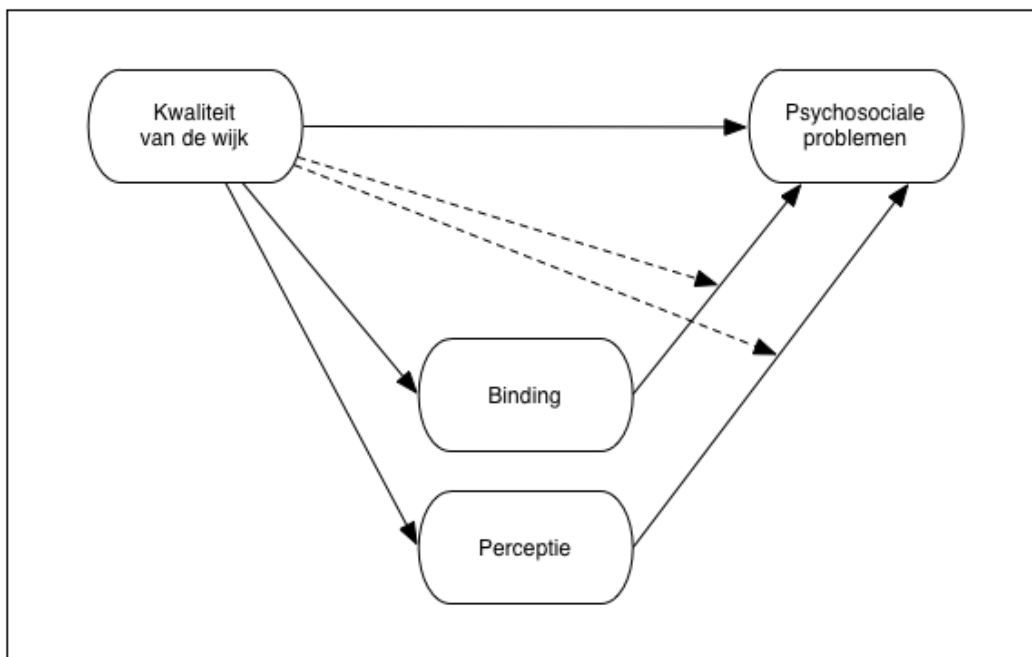 Kwaliteit
van de wijk
Psychosociale
problemen
Binding
Perceptie